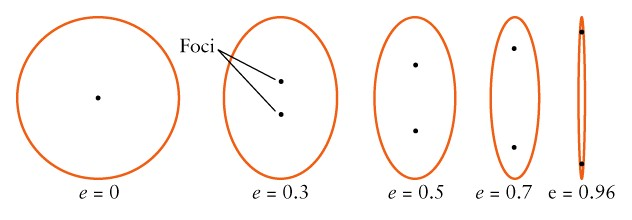 Foci
e = 0
e = 0.3
e = 0.5
e = 0.7
e = 0.96